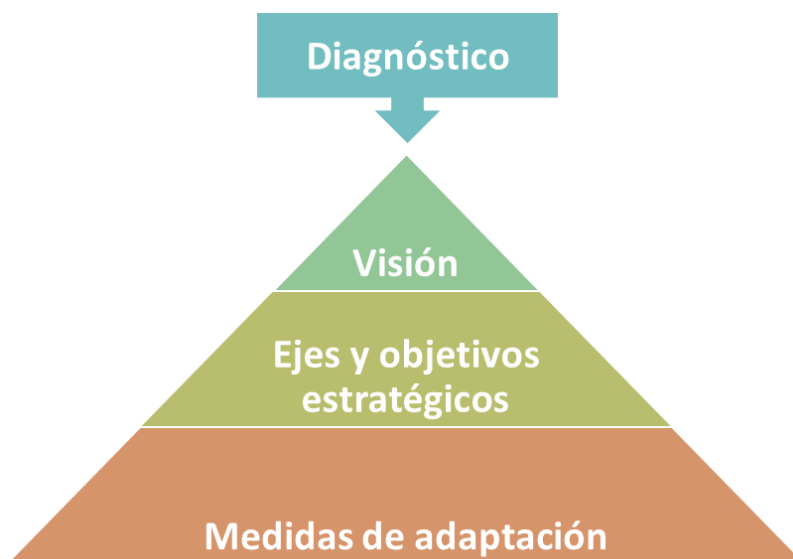 Diagnóstico
Visión
Ejes y objetivos
estratégicos
Medidas de adaptación